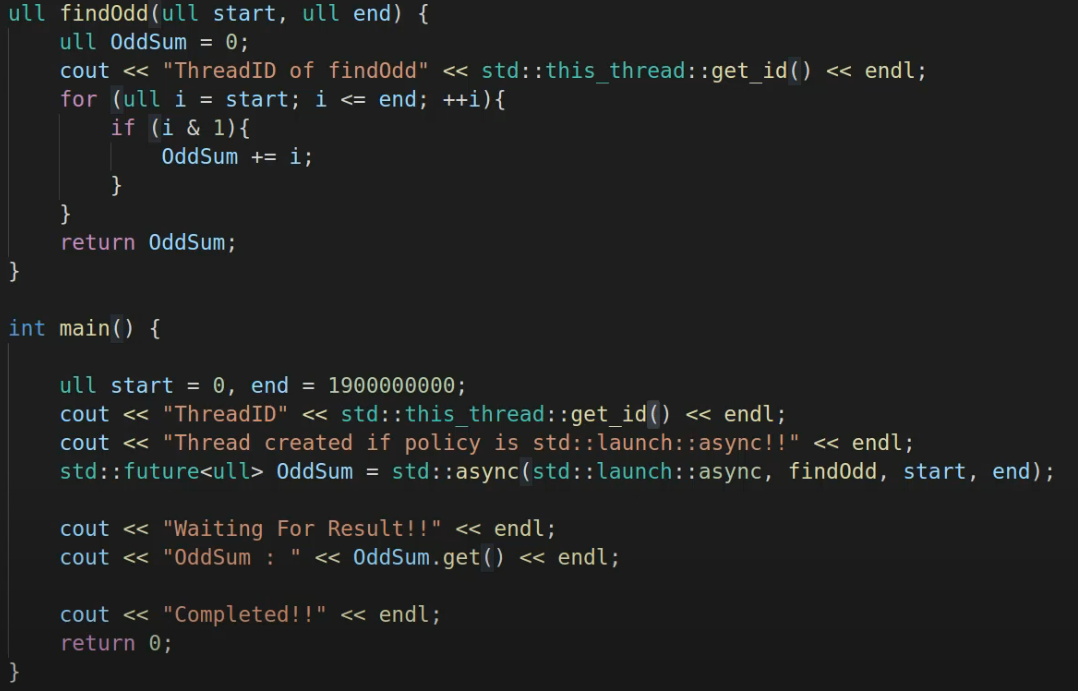 ull findOdd(ull start, ull end) {
    ull OddSum = 0;
    cout << "ThreadID of findOdd" << std::this_thread::get_id() << endl;
    for (ull i = start; i <= end; ++i){
        if (i & 1){
            OddSum += i;
        }
    }
    return OddSum;
}

int main() {

    ull start = 0, end = 1900000000;
    cout << "ThreadID" << std::this_thread::get_id() << endl;
    cout << "Thread created if policy is std::launch::async!!" << endl;
    std::future<ull> OddSum = std::async(std::launch::async, findOdd, start, end);

    cout << "Waiting For Result!!" << endl;
    cout << "OddSum : " << OddSum.get() << endl;

    cout << "Completed!!" << endl;
    return 0;
}